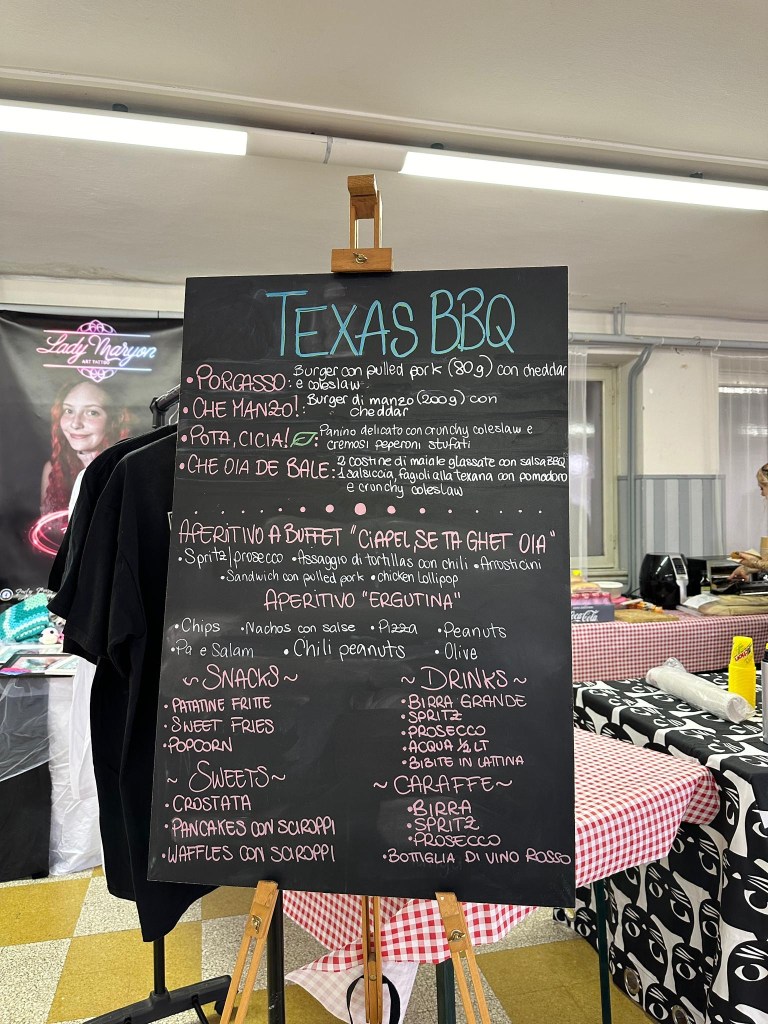 TEXAS BBQ
Lady Maryon
ART TATTOO
• PORCASSO: Burger con pulled pork (80g) con cheddar
e coleslaw
• CHE MANZO!: Burger di manzo (200g) con
cheddar
• POTA, CICIA!: Panino delicato con crunchy coleslaw e
cremosi peperoni stufati
• CHE OIA DE BALE: 2 costine di maiale glassate con salsa BBQ
1 salsiccia, fagioli alla texana con pomodoro
e crunchy coleslaw
APERITIVO A BUFFET "CIAPEL, SE TA GHET OIA"
• Spritz/prosecco • Assaggio di tortillas con chili • Arrosticini
• Sandwich con pulled pork • chicken lollipop
APERITIVO "ERGUTINA"
• Chips • Nachos con salse • Pizza • Peanuts
• Pa e Salam • Chili peanuts • Olive
~ SNACKS ~
• PATATINE FRITTE
• SWEET FRIES
• POPCORN
~ SWEETS ~
• CROSTATA
• PANCAKES CON SCIROPPI
• WAFFLES CON SCIROPPI
~ DRINKS ~
• BIRRA GRANDE
• SPRITZ
• PROSECCO
• ACQUA ½ LT
• BIBITE IN LATTINA
~ CARAFFE ~
• BIRRA
• SPRITZ
• PROSECCO
• BOTTIGLIA DI VINO ROSSO
Coca-Cola